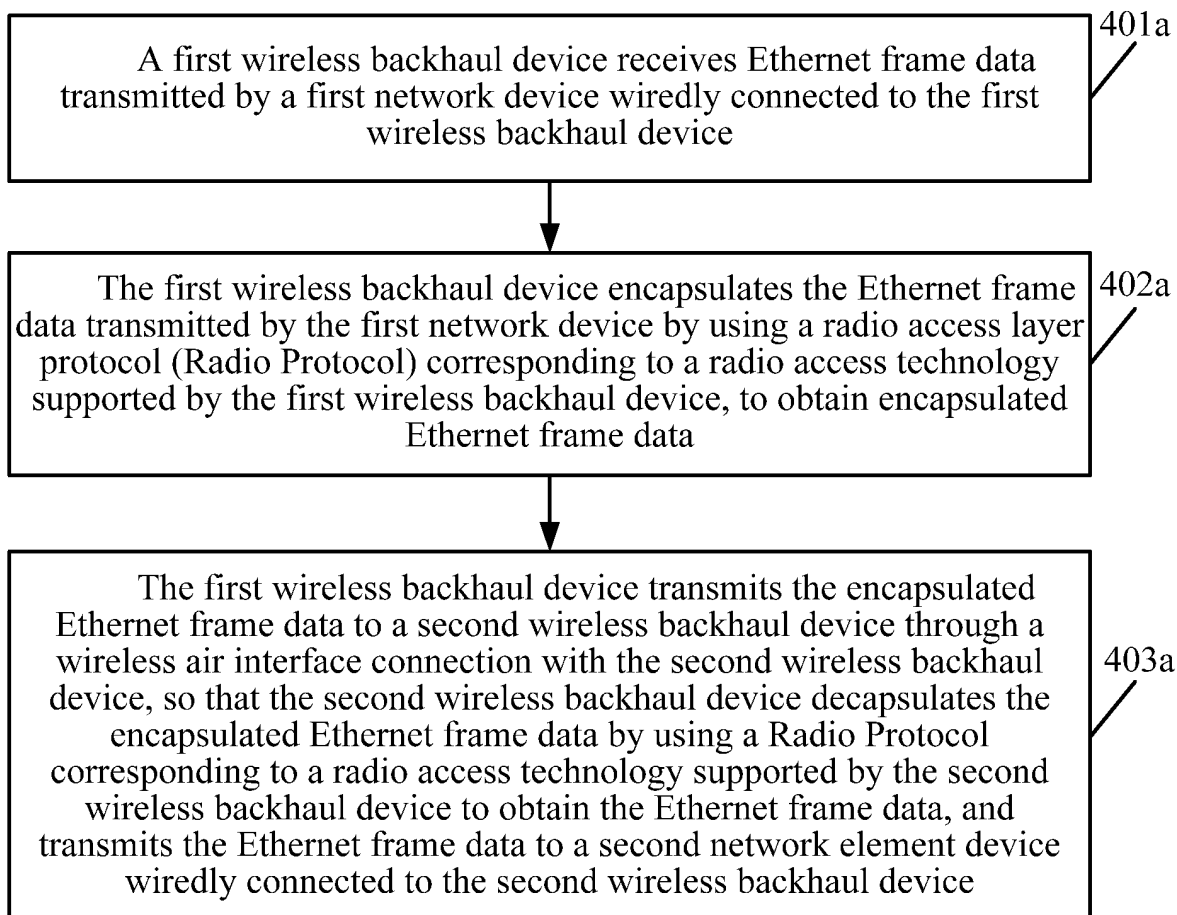 401a
A first wireless backhaul device receives Ethernet frame data
transmitted by a first network device wiredly connected to the first
wireless backhaul device
402a
The first wireless backhaul device encapsulates the Ethernet frame
data transmitted by the first network device by using a radio access layer
protocol (Radio Protocol) corresponding to a radio access technology
supported by the first wireless backhaul device, to obtain encapsulated
Ethernet frame data
403a
The first wireless backhaul device transmits the encapsulated
Ethernet frame data to a second wireless backhaul device through a
wireless air interface connection with the second wireless backhaul
device, so that the second wireless backhaul device decapsulates the
encapsulated Ethernet frame data by using a Radio Protocol
corresponding to a radio access technology supported by the second
wireless backhaul device to obtain the Ethernet frame data, and
transmits the Ethernet frame data to a second network element device
wiredly connected to the second wireless backhaul device